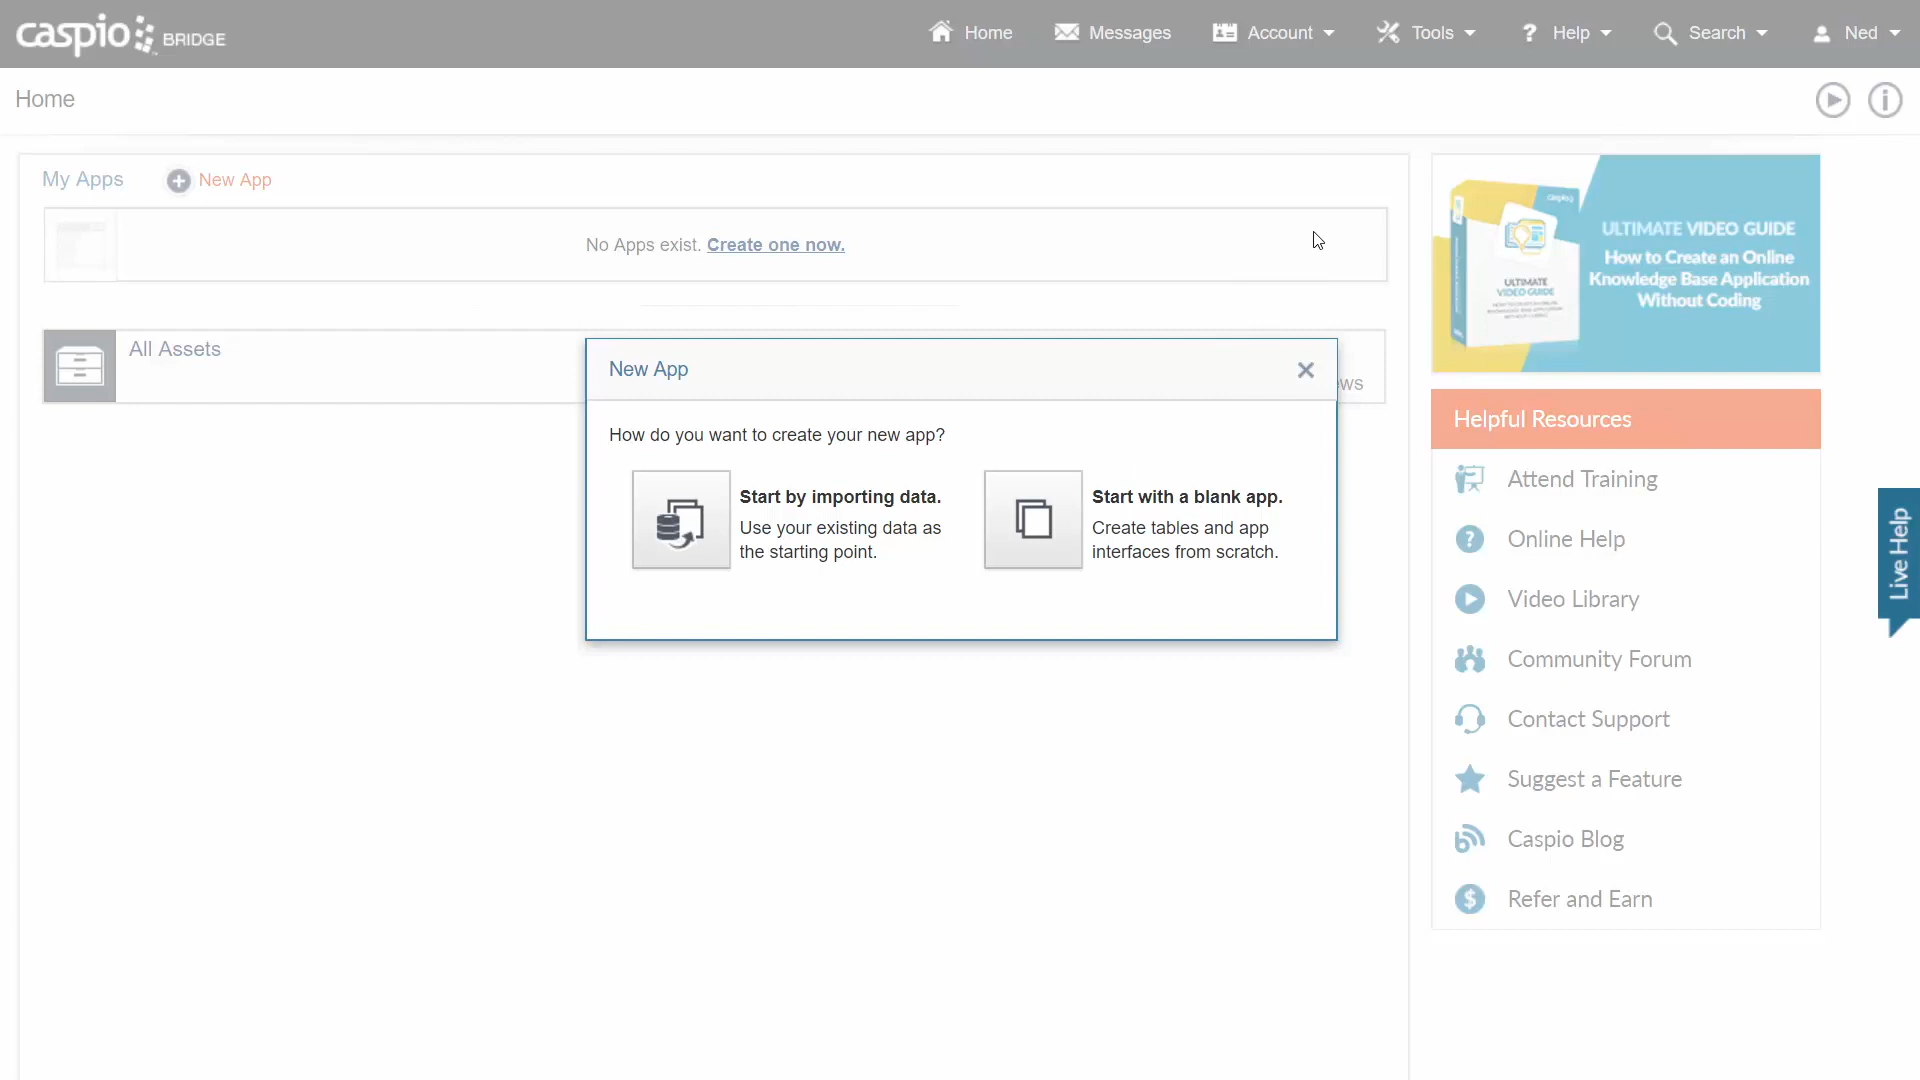 caspio BRIDGE
Home
Messages
Account
Tools
Help
Search
Ned
Home
My Apps
New App
No Apps exist. Create one now.
All Assets
ws
New App
How do you want to create your new app?
Start by importing data.
Use your existing data as
the starting point.
Start with a blank app.
Create tables and app
interfaces from scratch.
caspio
ULTIMATE
VIDEO GUIDE
ULTIMATE VIDEO GUIDE
How to Create an Online
Knowledge Base Application
Without Coding
Helpful Resources
Attend Training
Online Help
Video Library
Community Forum
Contact Support
Suggest a Feature
Caspio Blog
Refer and Earn
Live Help